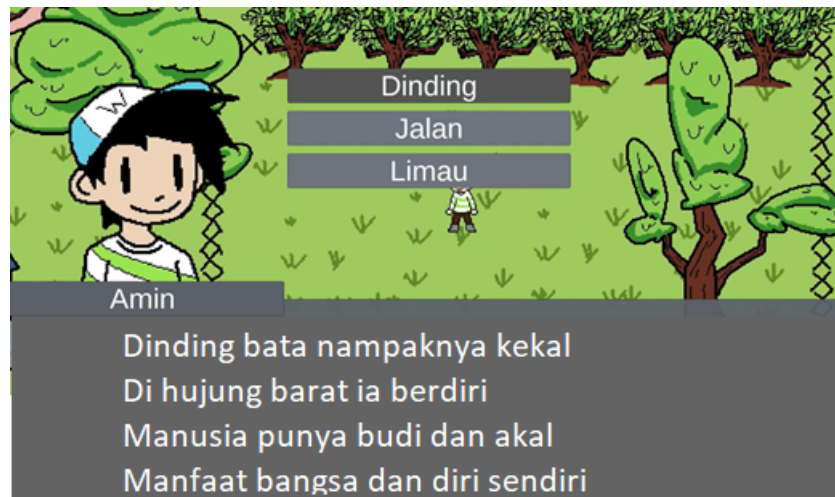 Dinding
Jalan
Limau
W
Amin
Dinding bata nampaknya kekal
Di hujung barat ia berdiri
Manusia punya budi dan akal
Manfaat bangsa dan diri sendiri